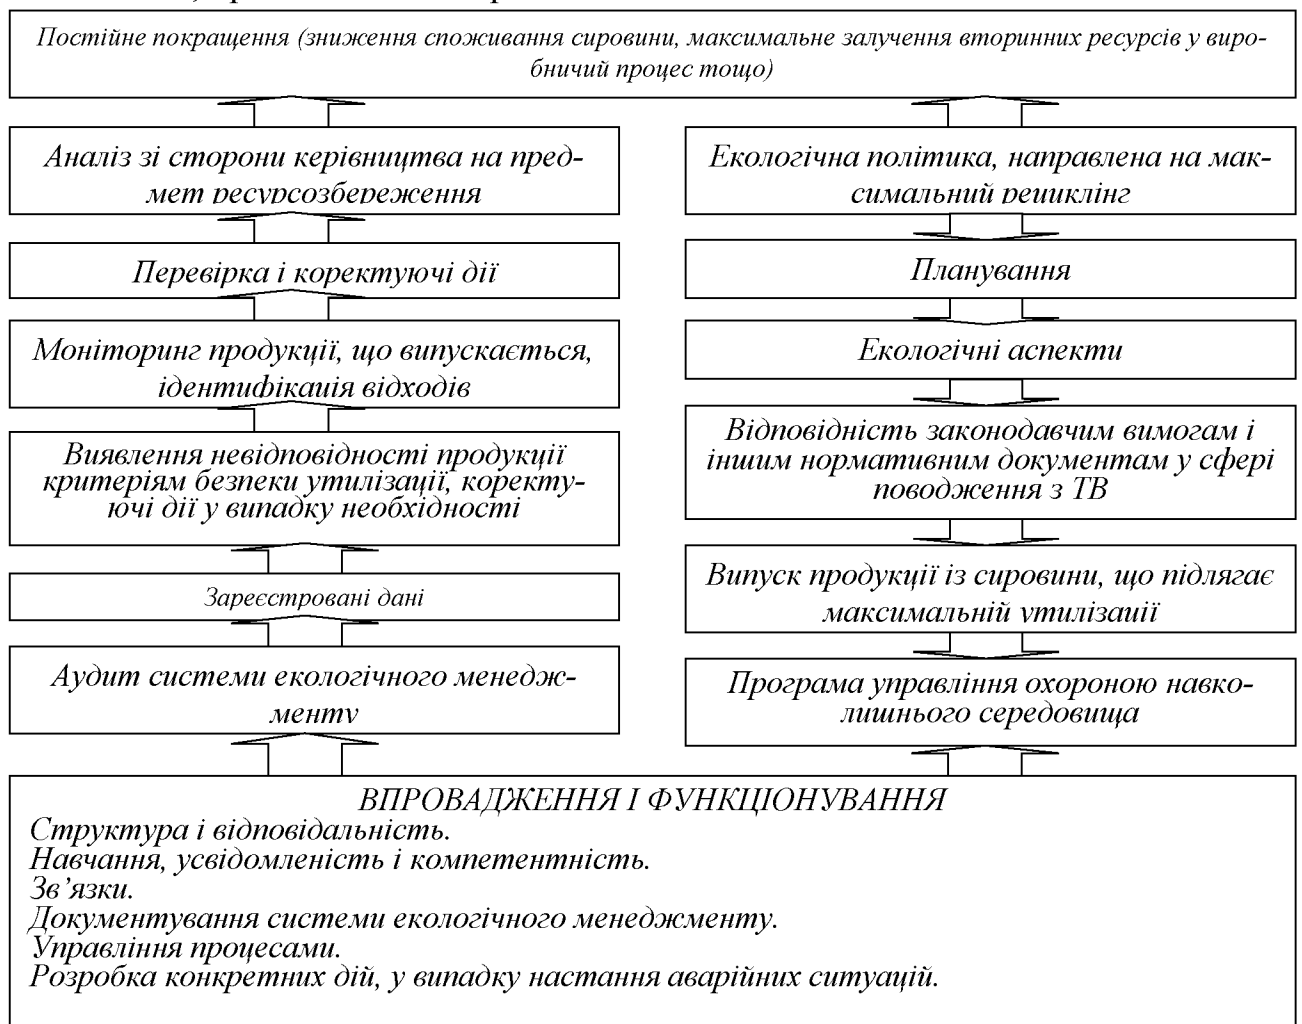 Постійне покращення (зниження споживання сировини, максимальне залучення вторинних ресурсів у виро-
бничий процес тощо)
Аналіз зі сторони керівництва на пред-
мет ресурсозбереження
Перевірка і коректуючі дії
Моніторинг продукції, що випускається,
ідентифікація відходів
Виявлення невідповідності продукції
критеріям безпеки утилізації, коректу-
ючі дії у випадку необхідності
Зареєстровані дані
Аудит системи екологічного менедж-
менту
Екологічна політика, направлена на мак-
симальний рециклінг
Планування
Екологічні аспекти
Відповідність законодавчим вимогам і
іншим нормативним документам у сфері
поводження з ТВ
Випуск продукції із сировини, що підлягає
максимальній утилізації
Програма управління охороною навко-
лишнього середовища
ВПРОВАДЖЕННЯ І ФУНКЦІОНУВАННЯ
Структура і відповідальність.
Навчання, усвідомленість і компетентність.
Зв’язки.
Документування системи екологічного менеджменту.
Управління процесами.
Розробка конкретних дій, у випадку настання аварійних ситуацій.